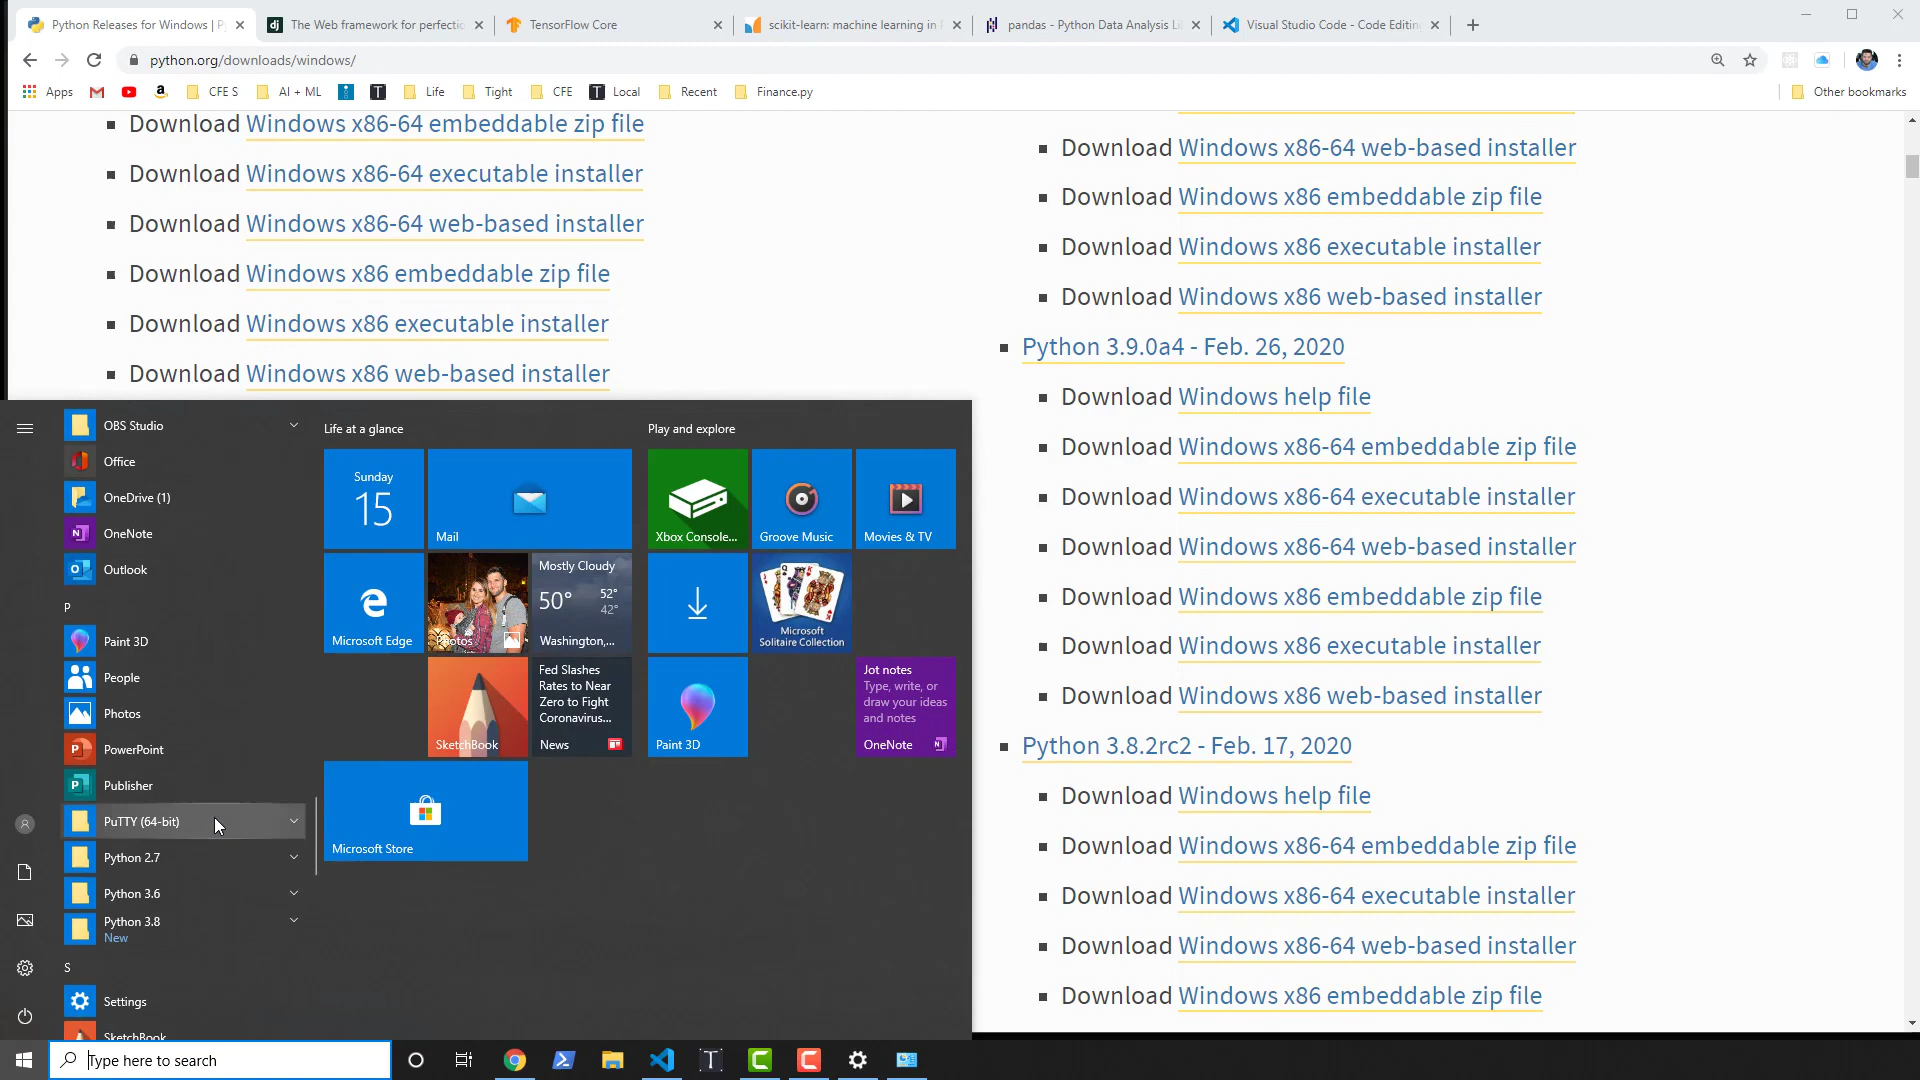 Python Releases for Windows | Py
The Web framework for perfectio
TensorFlow Core
scikit-learn: machine learning in P
pandas - Python Data Analysis Li
Visual Studio Code - Code Editing
python.org/downloads/windows/
Apps
CFE S
AI + ML
T
Life
Tight
CFE
T
Local
Recent
Finance.py
Other bookmarks
Download Windows x86-64 embeddable zip file
Download Windows x86-64 executable installer
Download Windows x86-64 web-based installer
Download Windows x86 embeddable zip file
Download Windows x86 executable installer
Download Windows x86 web-based installer
Download Windows x86-64 web-based installer
Download Windows x86 embeddable zip file
Download Windows x86 executable installer
Download Windows x86 web-based installer
Python 3.9.0a4 - Feb. 26, 2020
Download Windows help file
Download Windows x86-64 embeddable zip file
Download Windows x86-64 executable installer
Download Windows x86-64 web-based installer
Download Windows x86 embeddable zip file
Download Windows x86 executable installer
Download Windows x86 web-based installer
Python 3.8.2rc2 - Feb. 17, 2020
Download Windows help file
Download Windows x86-64 embeddable zip file
Download Windows x86-64 executable installer
Download Windows x86-64 web-based installer
Download Windows x86 embeddable zip file
OBS Studio
Office
OneDrive (1)
OneNote
Outlook
P
Paint 3D
People
Photos
PowerPoint
Publisher
PuTTY (64-bit)
Python 2.7
Python 3.6
Python 3.8
New
S
Settings
SketchBook
Life at a glance
Sunday
15
Mail
Microsoft Edge
Photos
Mostly Cloudy
50° 52°
42°
Washington,...
SketchBook
Fed Slashes
Rates to Near
Zero to Fight
Coronavirus...
News
Microsoft Store
Play and explore
Xbox Console...
Groove Music
Movies & TV
Microsoft
Solitaire Collection
Paint 3D
Jot notes
Type, write, or
draw your ideas
and notes
OneNote
Type here to search